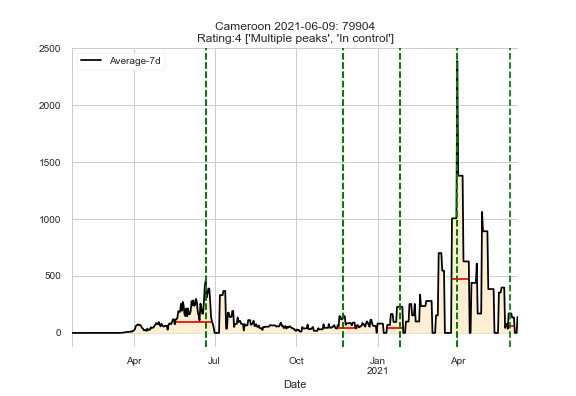 Cameroon 2021-06-09: 79904
Rating:4 ['Multiple peaks', 'In control']
2500
Average-7d
2000
1500
1000
500
0
Apr Jul Oct Jan Apr
2021
Date